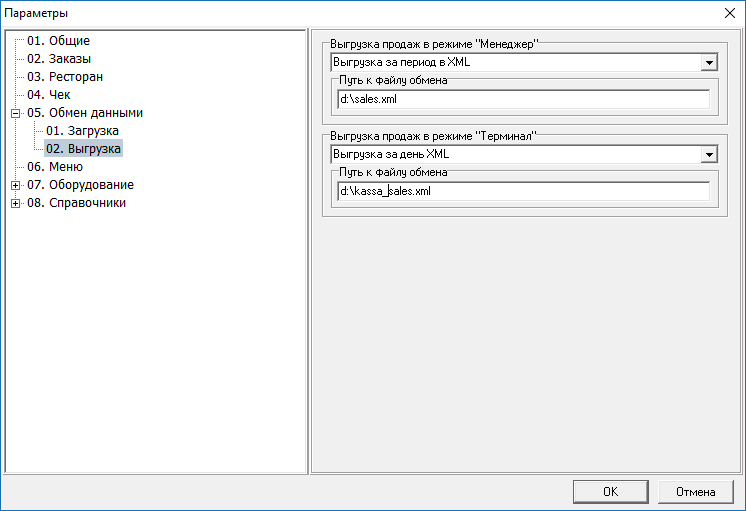 Параметры
01. Общие
02. Заказы
03. Ресторан
04. Чек
05. Обмен данными
01. Загрузка
02. Выгрузка
06. Меню
07. Оборудование
08. Справочники
Выгрузка продаж в режиме "Менеджер"
Выгрузка за период в XML
Путь к файлу обмена
d:\sales.xml
Выгрузка продаж в режиме "Терминал"
Выгрузка за день XML
Путь к файлу обмена
d:\kassa_sales.xml
OK
Отмена